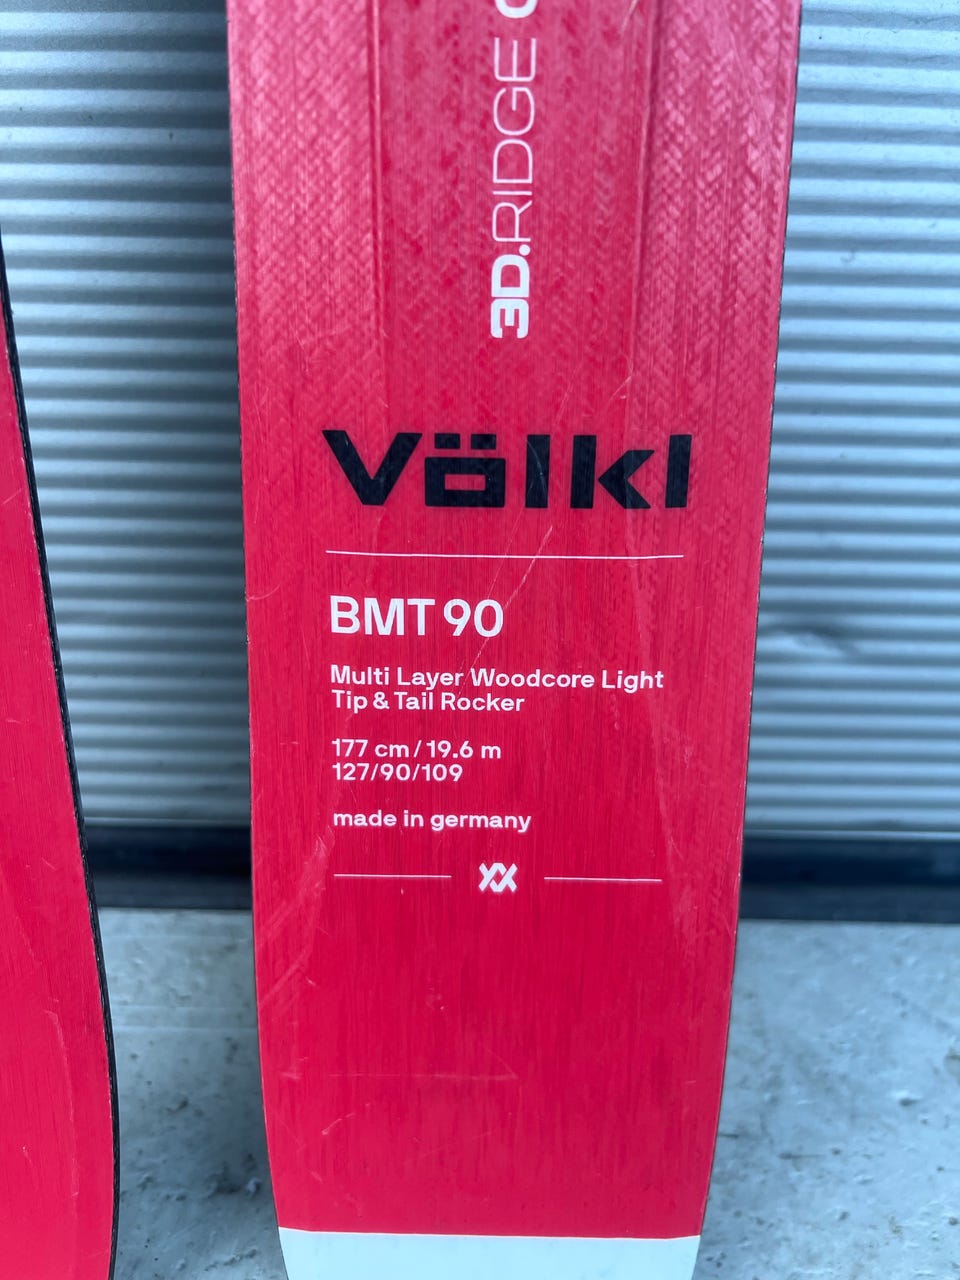 3D.RIDGE
Völkl
BMT 90
Multi Layer Woodcore Light
Tip & Tail Rocker
177 cm / 19.6 m
127/90/109
made in germany